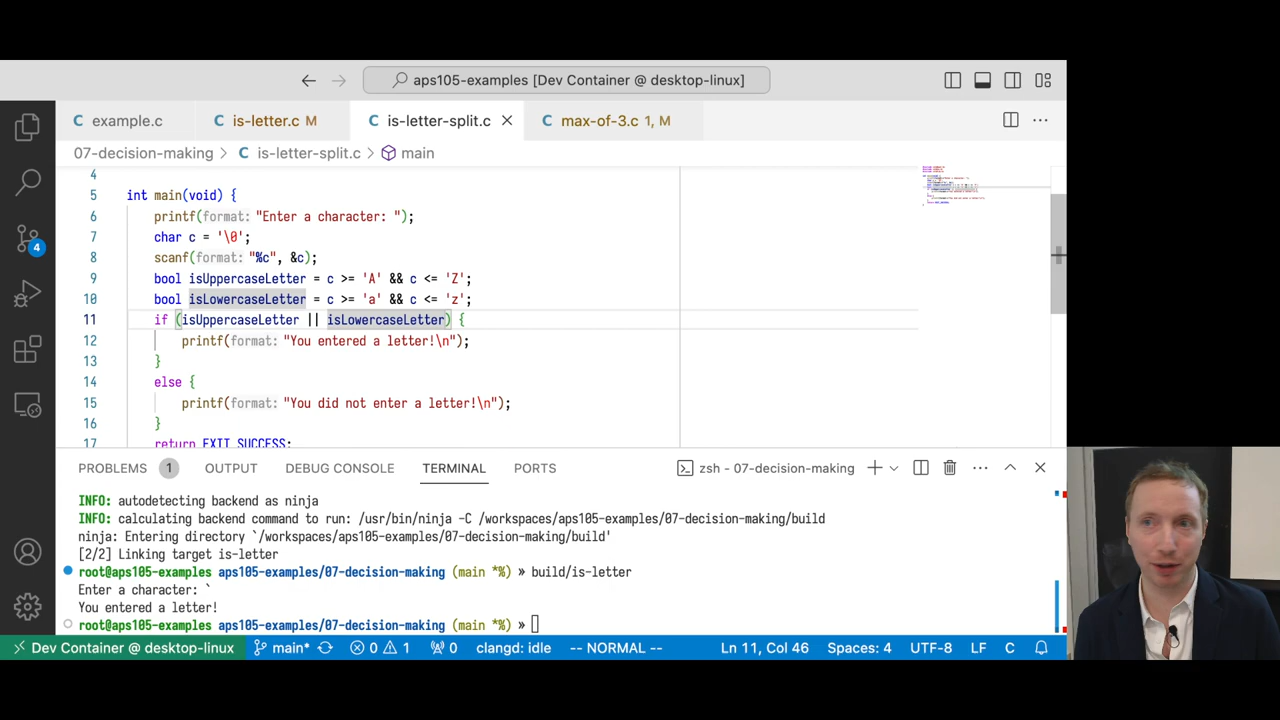 aps105-examples [Dev Container @ desktop-linux]
C example.c C is-letter.c M C is-letter-split.c C max-of-3.c 1, M
07-decision-making > C is-letter-split.c > main
4
5 int main(void) {
6 printf(format: "Enter a character: ");
7 char c = '\0';
8 scanf(format: "%c", &c);
9 bool isUppercaseLetter = c >= 'A' && c <= 'Z';
10 bool isLowercaseLetter = c >= 'a' && c <= 'z';
11 if (isUppercaseLetter || isLowercaseLetter) {
12 printf(format: "You entered a letter!\n");
13 }
14 else {
15 printf(format: "You did not enter a letter!\n");
16 }
17 return EXIT_SUCCESS;
4
PROBLEMS 1 OUTPUT DEBUG CONSOLE TERMINAL PORTS zsh - 07-decision-making
INFO: autodetecting backend as ninja
INFO: calculating backend command to run: /usr/bin/ninja -C /workspaces/aps105-examples/07-decision-making/build
ninja: Entering directory `/workspaces/aps105-examples/07-decision-making/build'
[2/2] Linking target is-letter
root@aps105-examples aps105-examples/07-decision-making (main *%) » build/is-letter
Enter a character: `
You entered a letter!
root@aps105-examples aps105-examples/07-decision-making (main *%) »
Dev Container @ desktop-linux main* 0 1 0 clangd: idle -- NORMAL -- Ln 11, Col 46 Spaces: 4 UTF-8 LF C